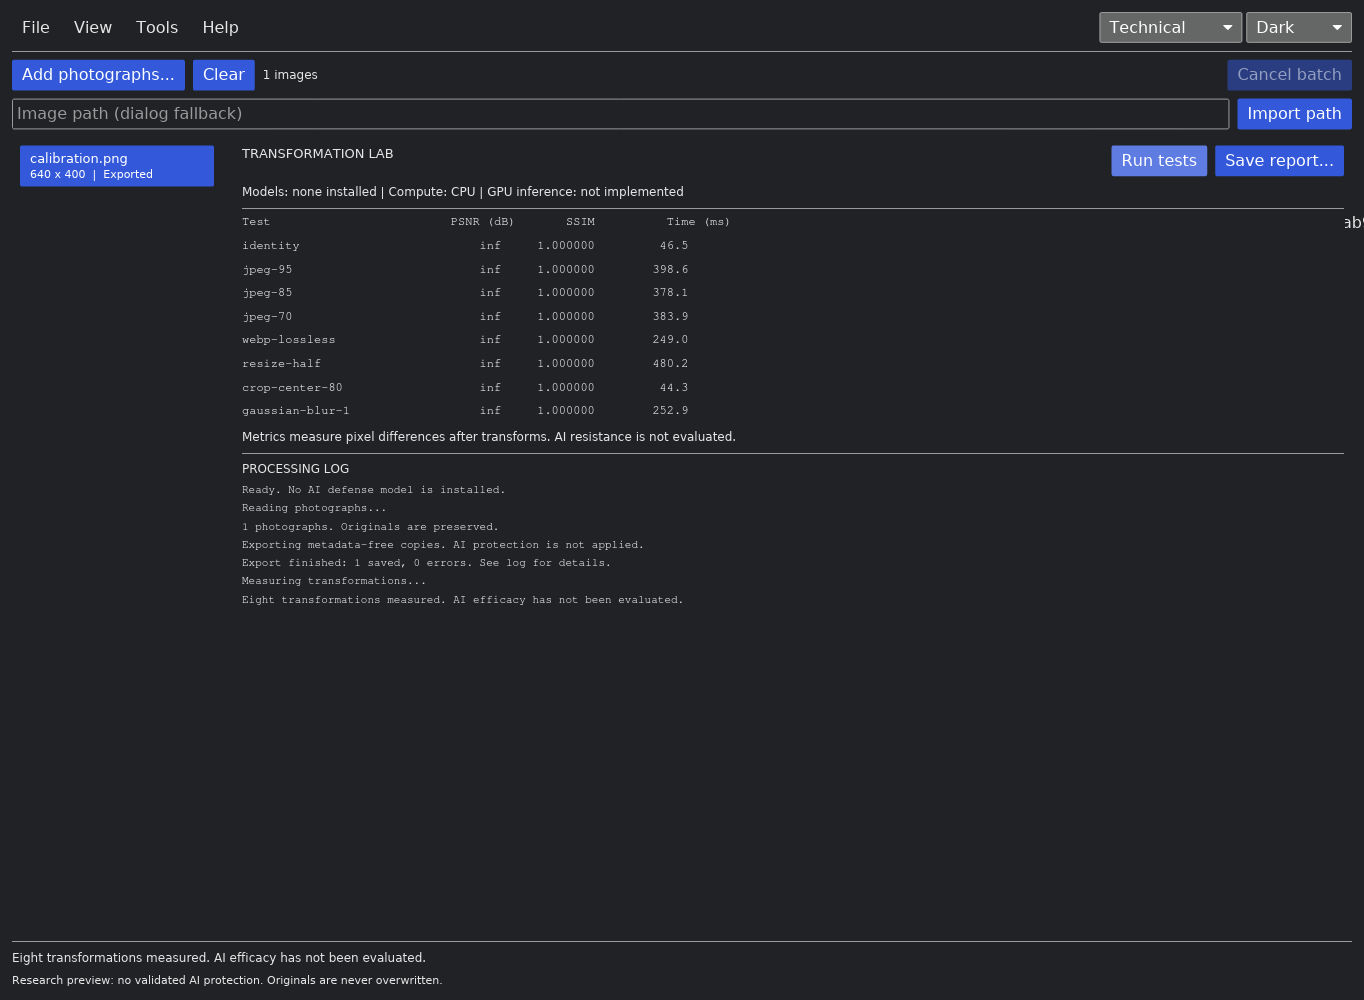 File View Tools Help Technical Dark
Add photographs... Clear 1 images Cancel batch
Image path (dialog fallback) Import path
calibration.png
640 x 400 | Exported
TRANSFORMATION LAB Run tests Save report...
Models: none installed | Compute: CPU | GPU inference: not implemented
Test PSNR (dB) SSIM Time (ms)
identity inf 1.000000 46.5
jpeg-95 inf 1.000000 398.6
jpeg-85 inf 1.000000 378.1
jpeg-70 inf 1.000000 383.9
webp-lossless inf 1.000000 249.0
resize-half inf 1.000000 480.2
crop-center-80 inf 1.000000 44.3
gaussian-blur-1 inf 1.000000 252.9
Metrics measure pixel differences after transforms. AI resistance is not evaluated.
PROCESSING LOG
Ready. No AI defense model is installed.
Reading photographs...
1 photographs. Originals are preserved.
Exporting metadata-free copies. AI protection is not applied.
Export finished: 1 saved, 0 errors. See log for details.
Measuring transformations...
Eight transformations measured. AI efficacy has not been evaluated.
Eight transformations measured. AI efficacy has not been evaluated.
Research preview: no validated AI protection. Originals are never overwritten.